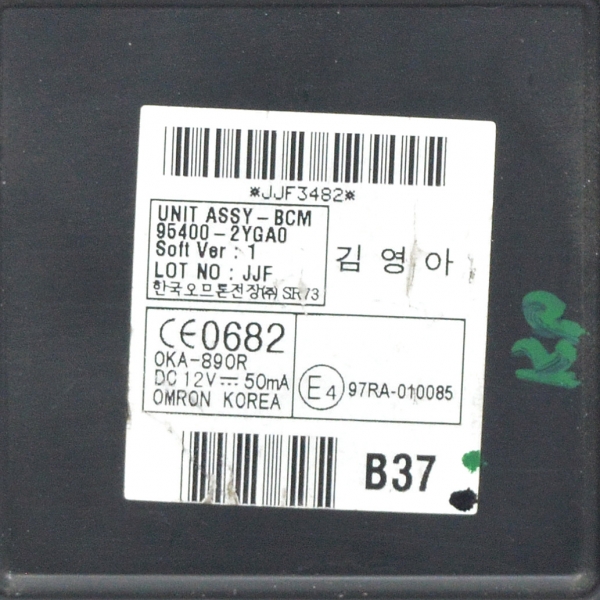 *JJF3482*
UNIT ASSY-BCM
95400-2YGA0
Soft Ver : 1
LOT NO : JJF
한국오므론전장(주) SR73
김 영 아
CE0682
OKA-890R
DC 12V ⎓ 50mA
OMRON KOREA
E4 97RA-010085
B37